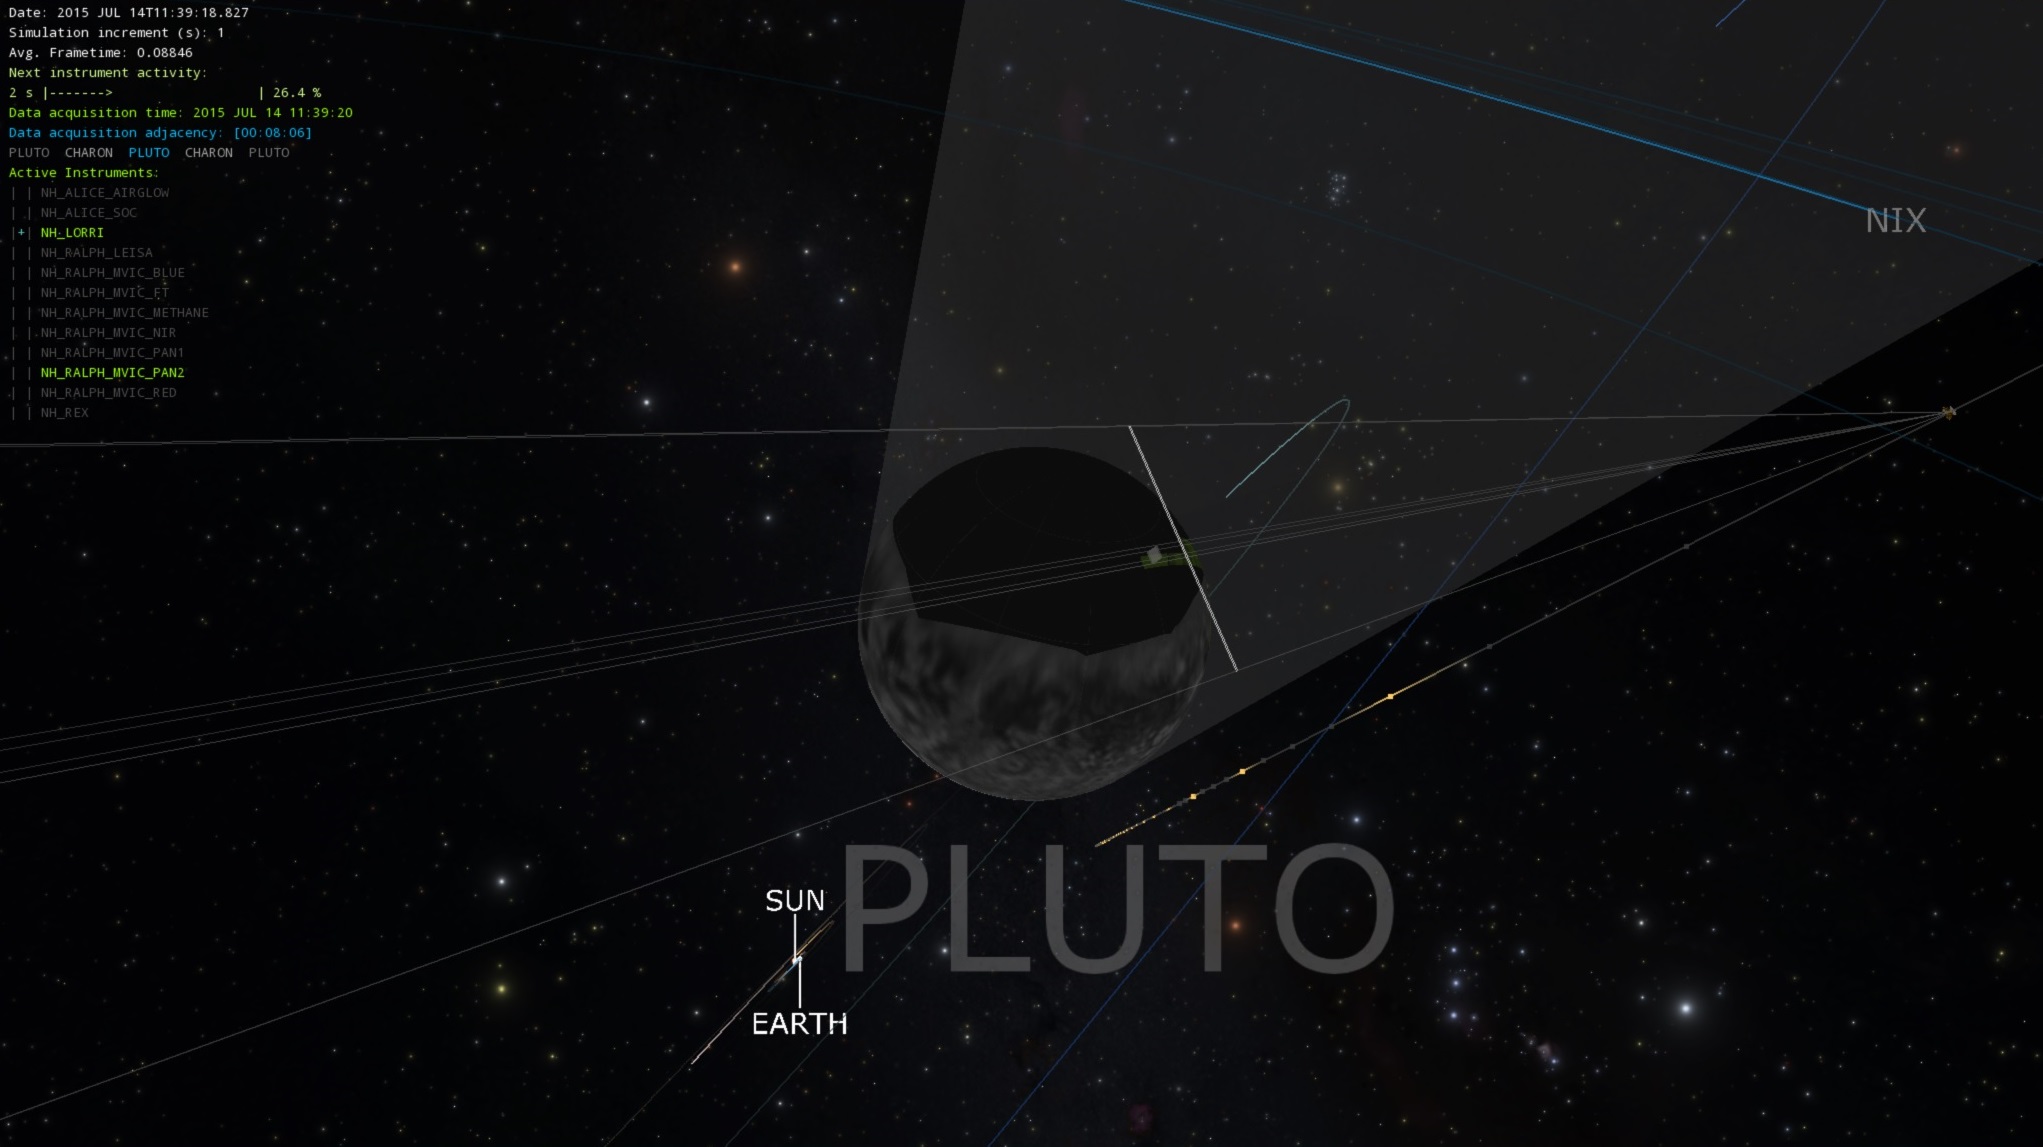 Date: 2015 JUL 14T11:39:18.827
Simulation increment (s): 1
Avg. Frametime: 0.08846
Next instrument activity:
2 s |-------> | 26.4 %
Data acquisition time: 2015 JUL 14 11:39:20
Data acquisition adjacency: [00:08:06]
PLUTO CHARON PLUTO CHARON PLUTO
Active Instruments:
| | NH_ALICE_AIRGLOW
| | NH_ALICE_SOC
|+| NH_LORRI
| | NH_RALPH_LEISA
| | NH_RALPH_MVIC_BLUE
| | NH_RALPH_MVIC_FT
| | NH_RALPH_MVIC_METHANE
| | NH_RALPH_MVIC_NIR
| | NH_RALPH_MVIC_PAN1
| | NH_RALPH_MVIC_PAN2
| | NH_RALPH_MVIC_RED
| | NH_REX
NIX
PLUTO
SUN
EARTH